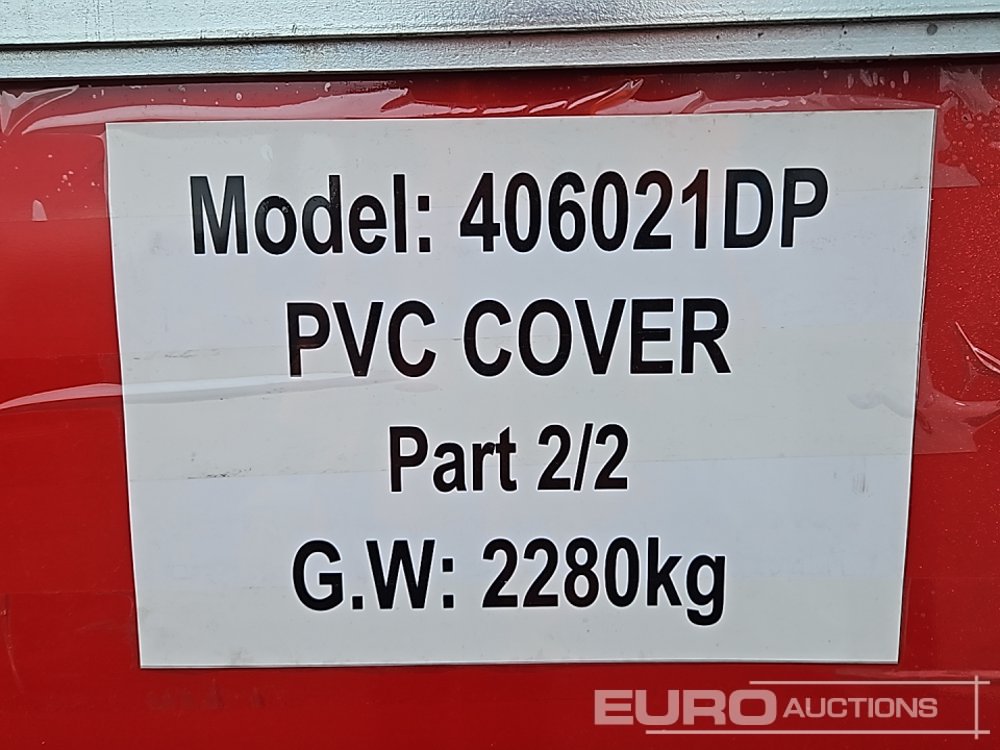 Model: 406021DP
PVC COVER
Part 2/2
G.W: 2280kg
EURO AUCTIONS